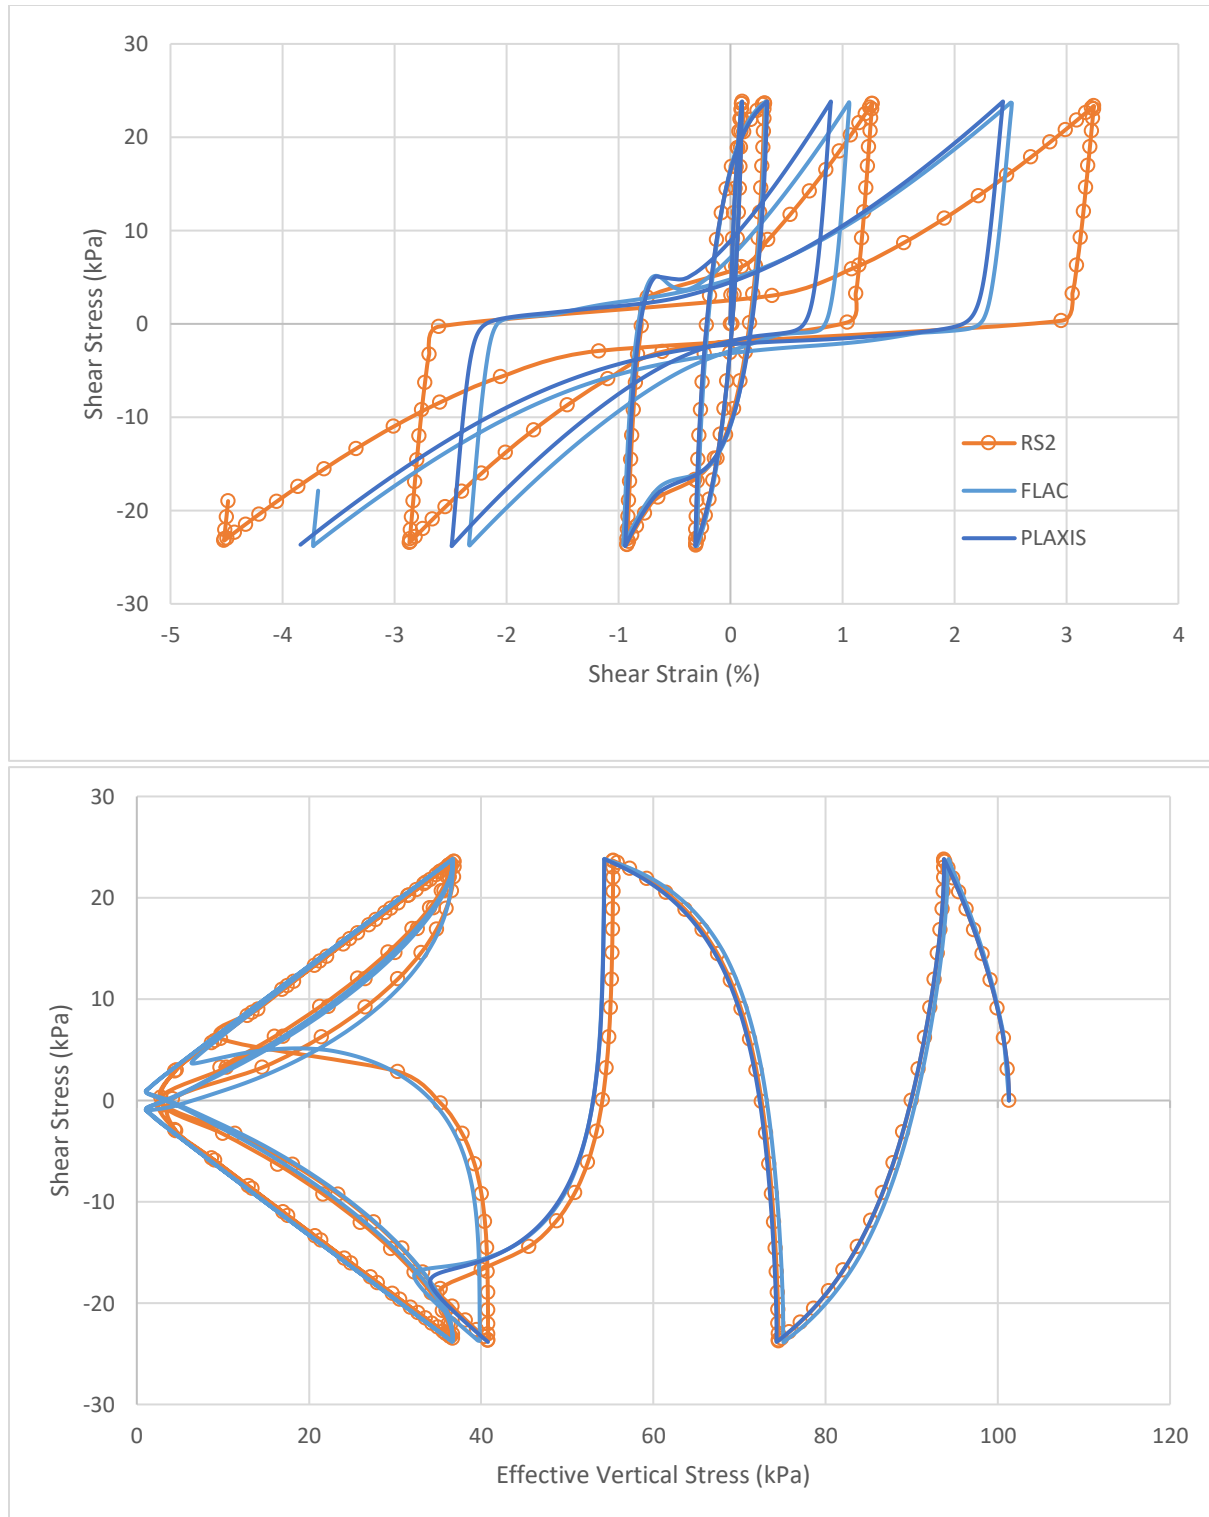 30
20
10
0
-10
-20
-30
-5 -4 -3 -2 -1 0 1 2 3 4
Shear Stress (kPa)
Shear Strain (%)
RS2
FLAC
PLAXIS
30
20
10
0
-10
-20
-30
0 20 40 60 80 100 120
Shear Stress (kPa)
Effective Vertical Stress (kPa)